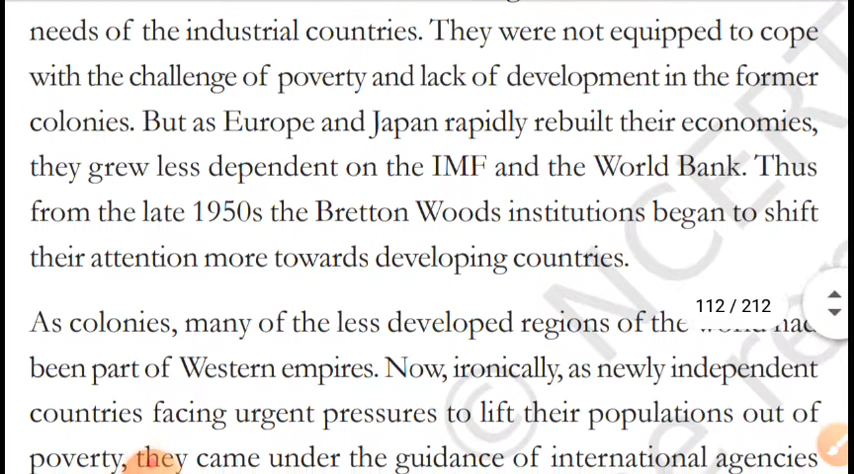 needs of the industrial countries. They were not equipped to cope
with the challenge of poverty and lack of development in the former
colonies. But as Europe and Japan rapidly rebuilt their economies,
they grew less dependent on the IMF and the World Bank. Thus
from the late 1950s the Bretton Woods institutions began to shift
their attention more towards developing countries.
112 / 212
As colonies, many of the less developed regions of the had
been part of Western empires. Now, ironically, as newly independent
countries facing urgent pressures to lift their populations out of
poverty, they came under the guidance of international agencies
© NCERT
re